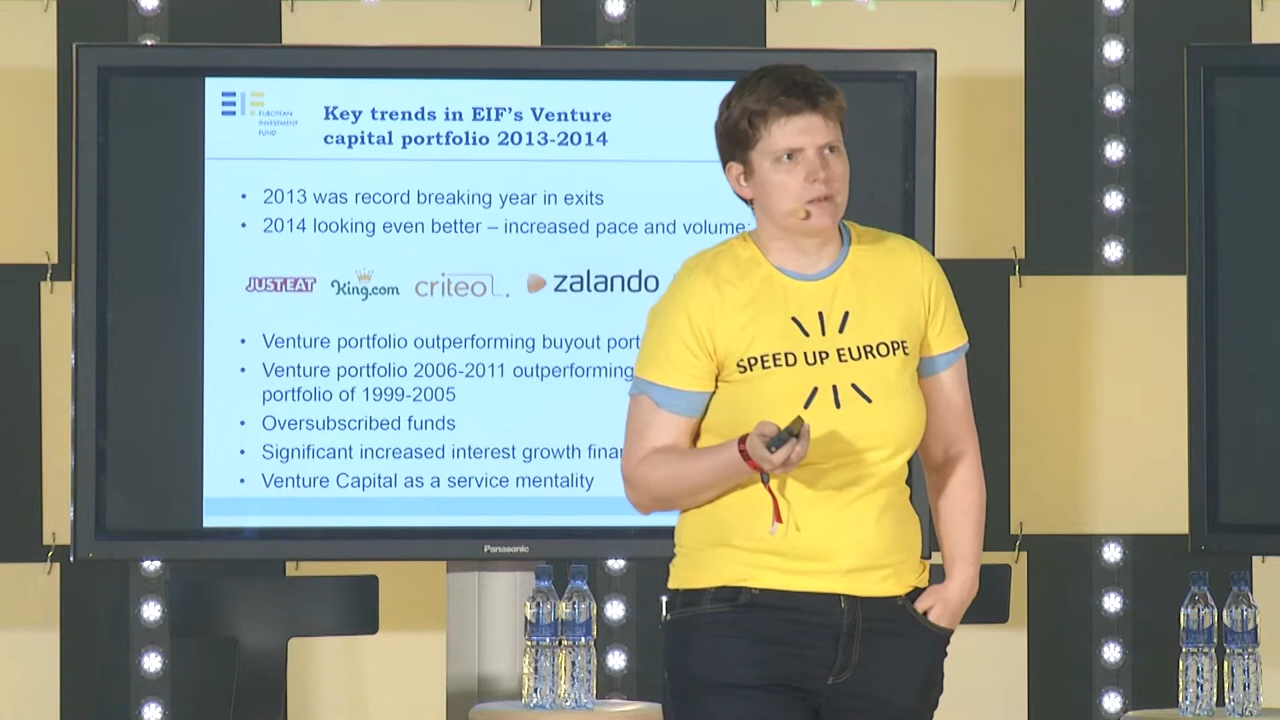 EUROPEAN
INVESTMENT
FUND
Key trends in EIF's Venture
capital portfolio 2013-2014
• 2013 was record breaking year in exits
• 2014 looking even better – increased pace and volume
JUST EAT King.com criteo zalando
• Venture portfolio outperforming buyout
• Venture portfolio 2006-2011 outperforming
portfolio of 1999-2005
• Oversubscribed funds
• Significant increased interest growth
• Venture Capital as a service mentality
Panasonic
SPEED UP EUROPE